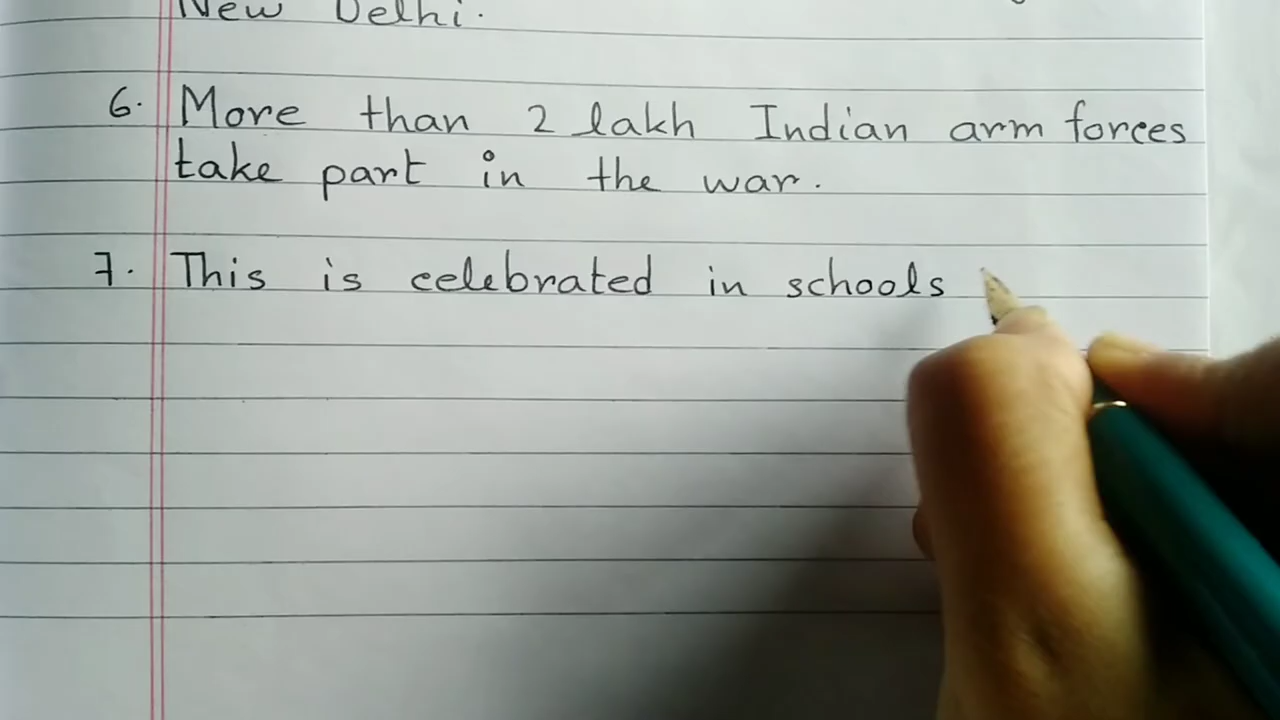 New Delhi.
6. More than 2 lakh Indian arm forces
take part in the war.
7. This is celebrated in schools